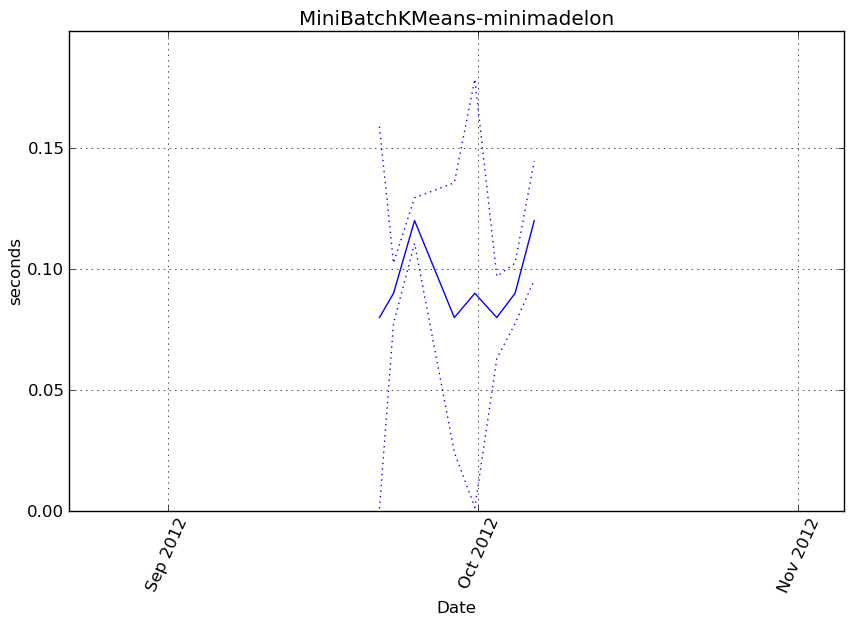 MiniBatchKMeans-minimadelon
0.15
0.10
0.05
0.00
seconds
Sep 2012
Oct 2012
Nov 2012
Date